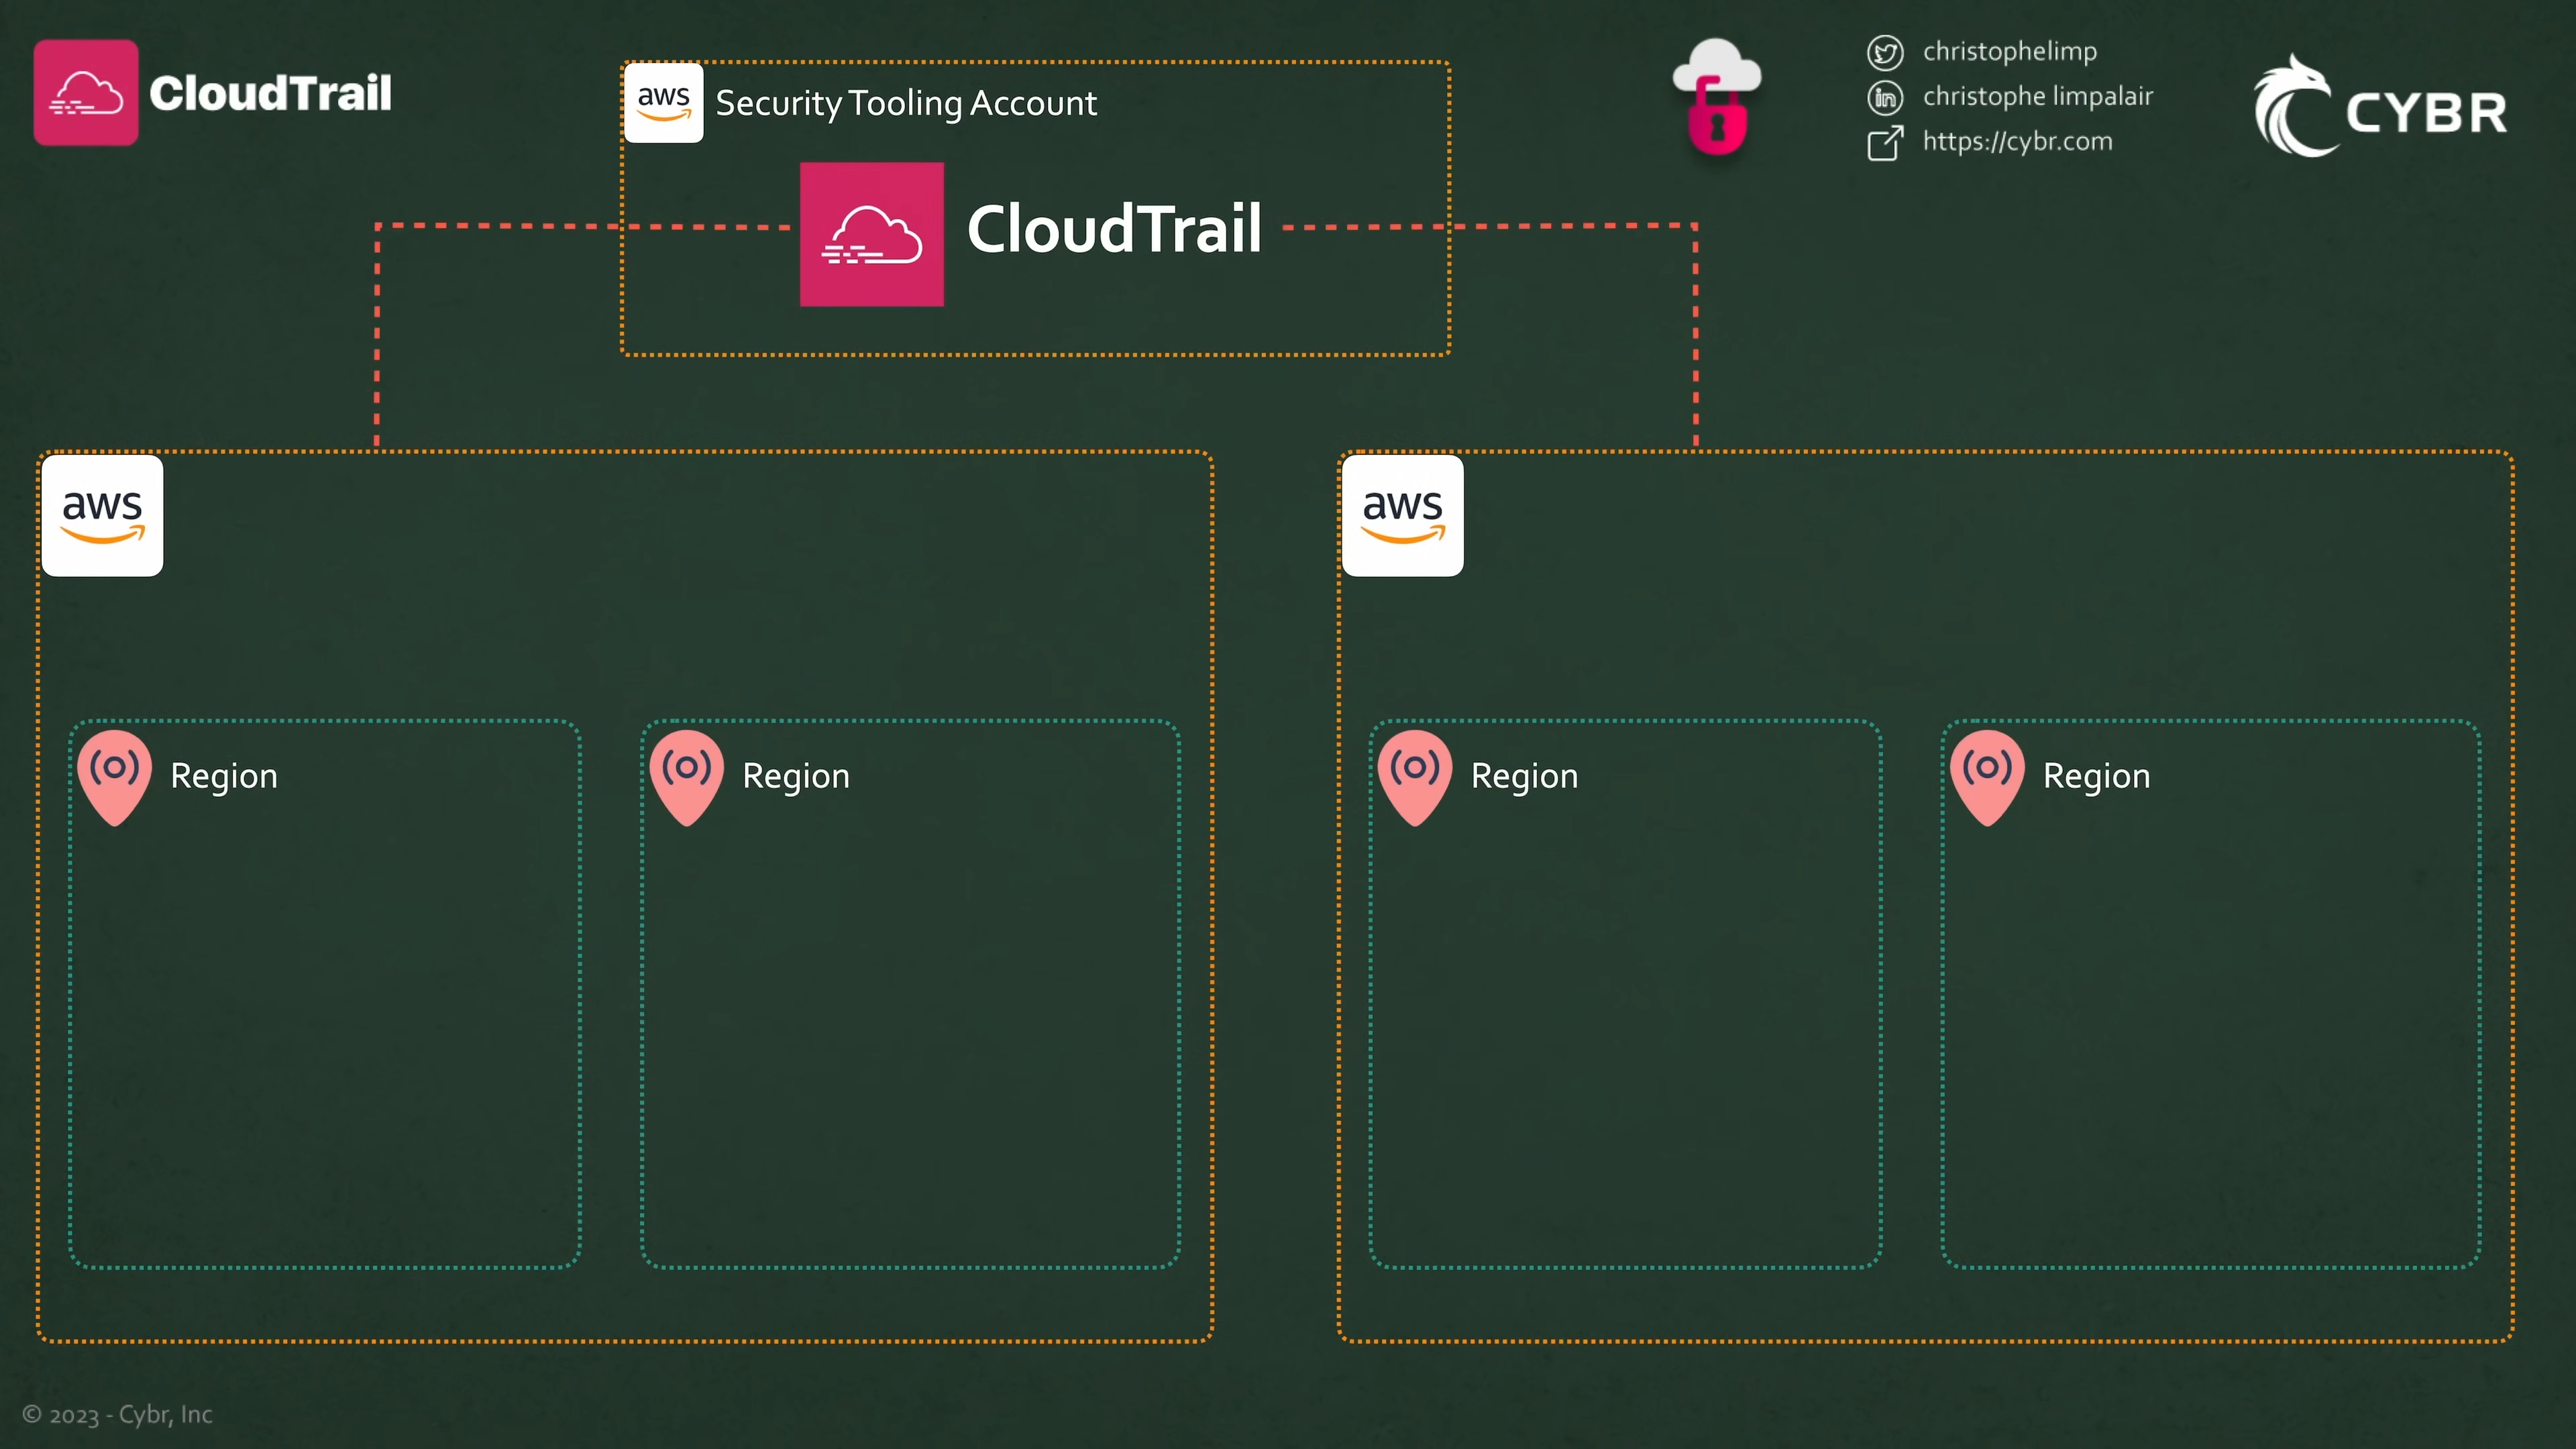 CloudTrail
aws
Security Tooling Account
CloudTrail
christophelimp
christophe limpalair
https://cybr.com
CYBR
aws
Region
Region
aws
Region
Region
© 2023 - Cybr, Inc